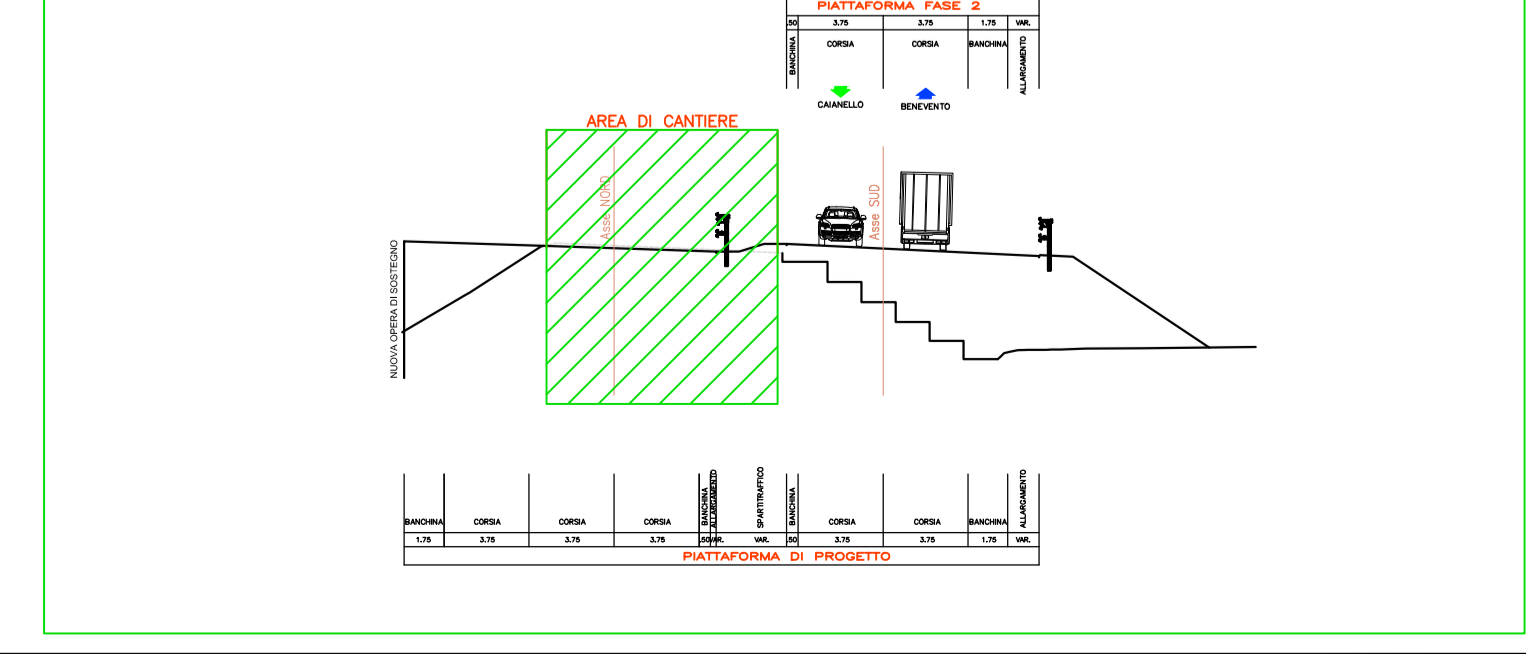 PIATTAFORMA FASE 2
.50 3.75 3.75 1.75 VAR.
BANCHINA CORSIA CORSIA BANCHINA ALLARGAMENTO
CAIANELLO BENEVENTO
AREA DI CANTIERE
Asse NORD
Asse SUD
NUOVA OPERA DI SOSTEGNO
BANCHINA CORSIA CORSIA CORSIA BANCHINA ALLARGAMENTO SPARTITRAFFICO BANCHINA CORSIA CORSIA BANCHINA ALLARGAMENTO
1.75 3.75 3.75 3.75 .50 VAR. VAR. .50 3.75 3.75 1.75 VAR.
PIATTAFORMA DI PROGETTO